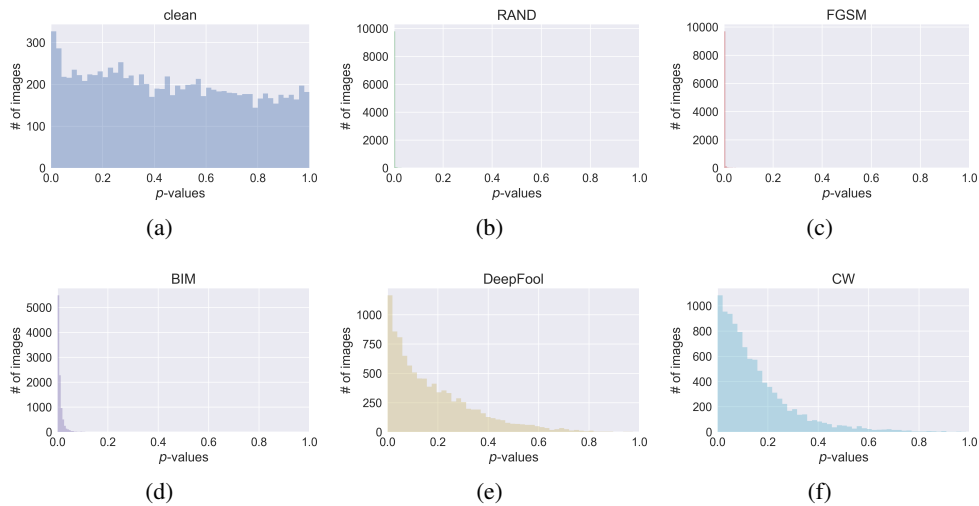 clean
# of images
300
200
100
0
0.0 0.2 0.4 0.6 0.8 1.0
p-values
(a)
RAND
# of images
10000
8000
6000
4000
2000
0
0.0 0.2 0.4 0.6 0.8 1.0
p-values
(b)
FGSM
# of images
10000
8000
6000
4000
2000
0
0.0 0.2 0.4 0.6 0.8 1.0
p-values
(c)
BIM
# of images
5000
4000
3000
2000
1000
0
0.0 0.2 0.4 0.6 0.8 1.0
p-values
(d)
DeepFool
# of images
1000
750
500
250
0
0.0 0.2 0.4 0.6 0.8 1.0
p-values
(e)
CW
# of images
1000
800
600
400
200
0
0.0 0.2 0.4 0.6 0.8 1.0
p-values
(f)